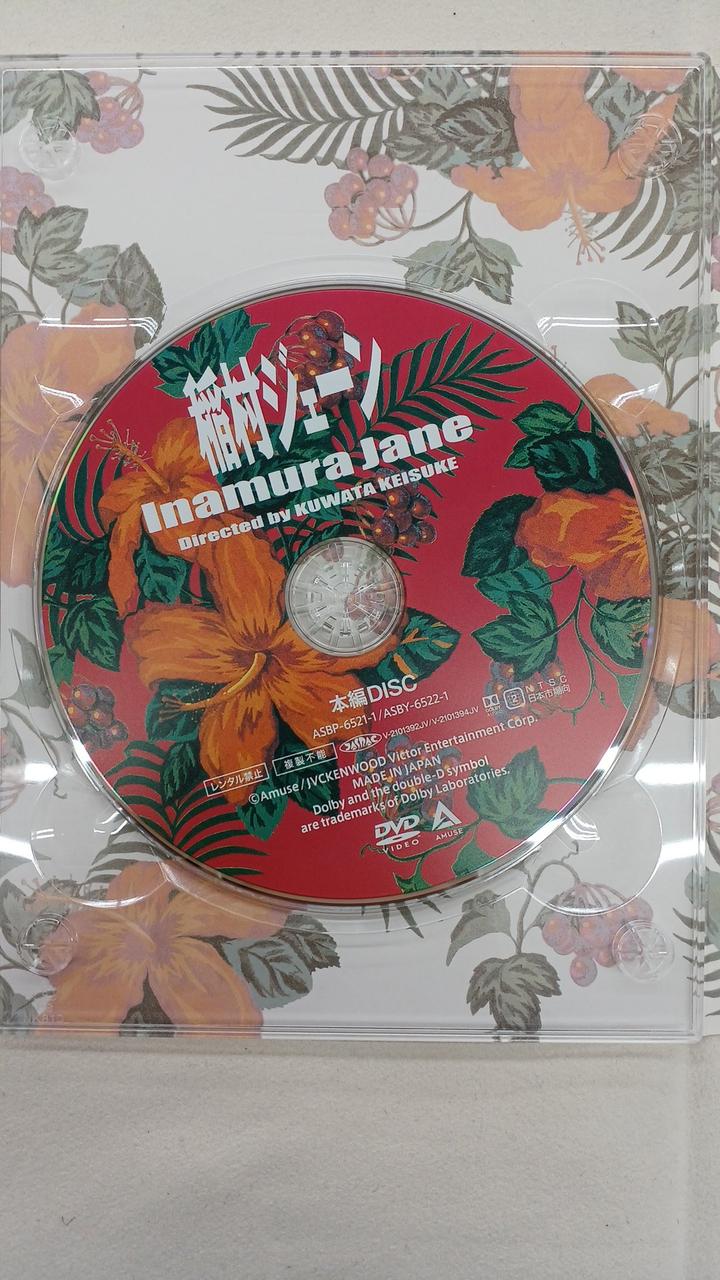 稲村ジェーン
Inamura Jane
Directed by KUWATA KEISUKE
本編DISC
ASBP-6521-1/ASBY-6522-1
レンタル禁止 複製不能 JASRAC V-2101392JV/V-2101394JV DOLBY 2 NTSC 日本市場向
©Amuse/JVCKENWOOD Victor Entertainment Corp.
MADE IN JAPAN
Dolby and the double-D symbol
are trademarks of Dolby Laboratories.
DVD VIDEO AMUSE